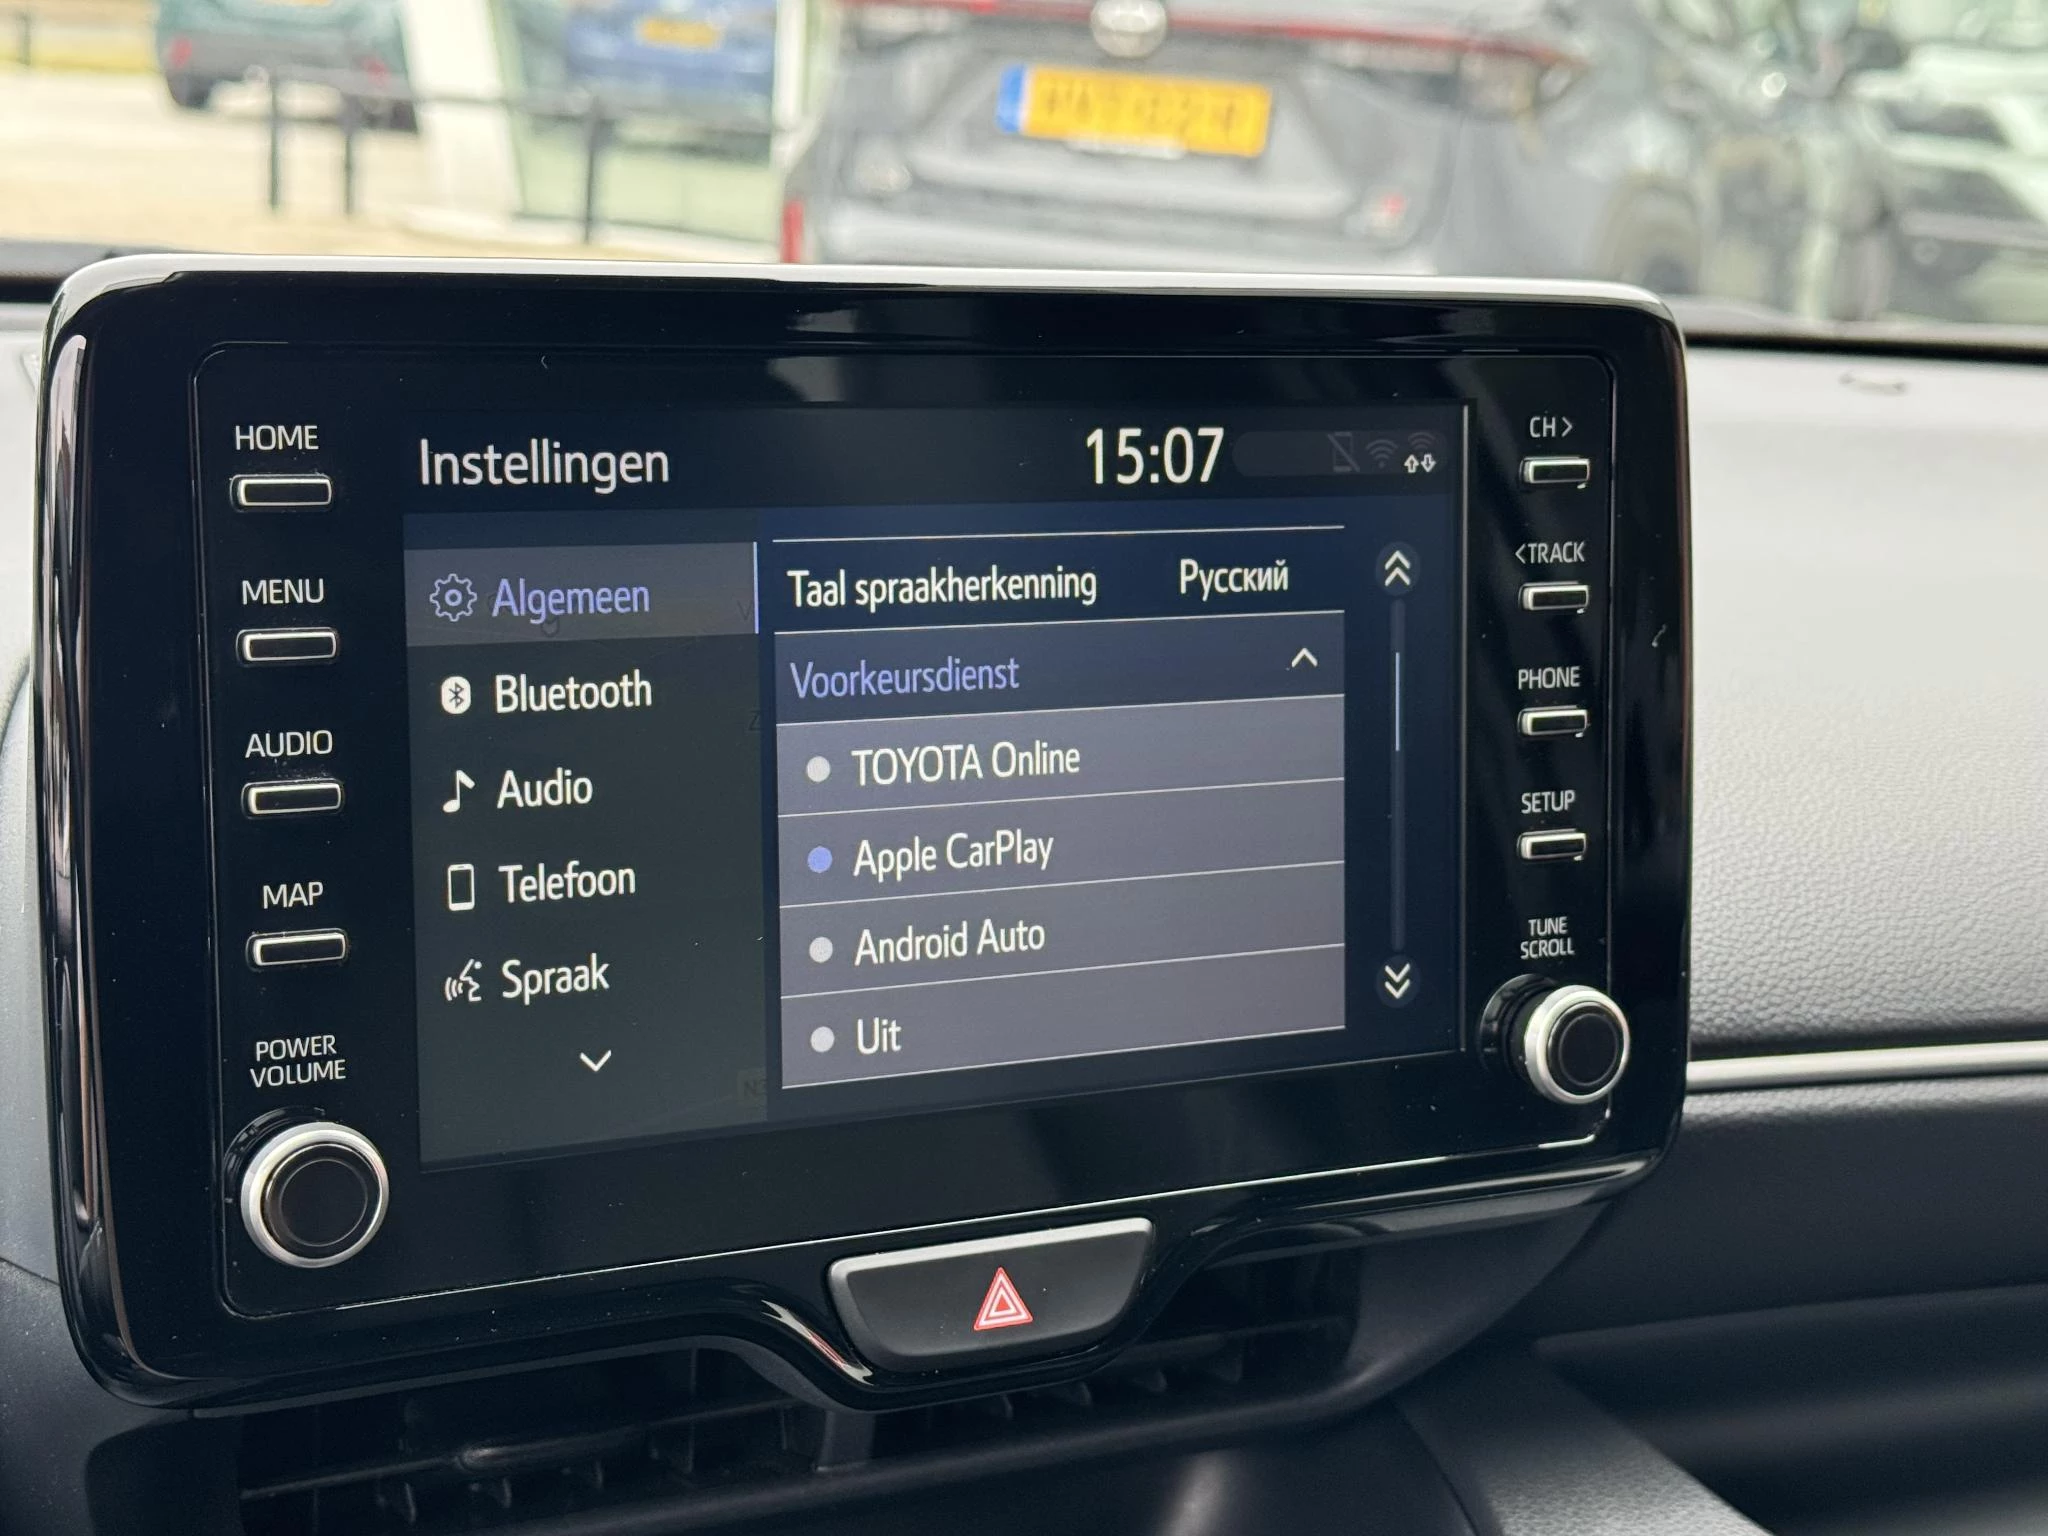 HOME
MENU
AUDIO
MAP
POWER
VOLUME
Instellingen
15:07
Algemeen
Bluetooth
Audio
Telefoon
Spraak
Taal spraakherkenning Русский
Voorkeursdienst
TOYOTA Online
Apple CarPlay
Android Auto
Uit
CH>
<TRACK
PHONE
SETUP
TUNE
SCROLL